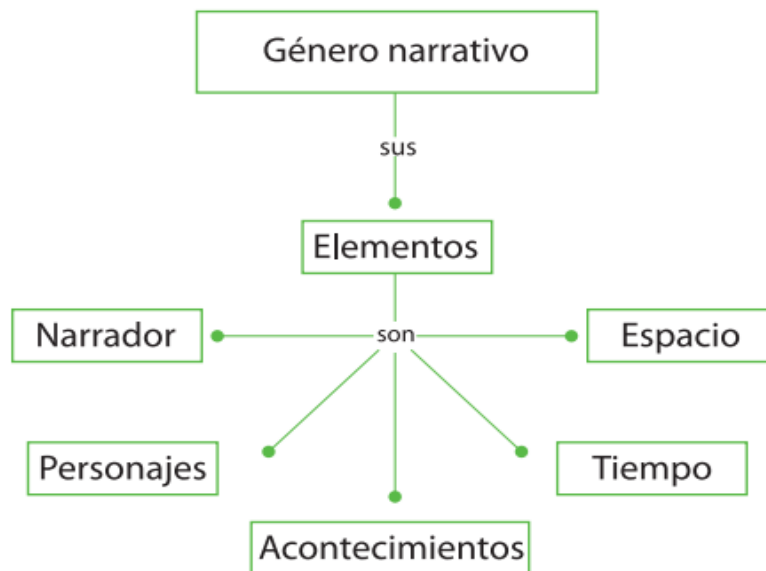 Género narrativo
sus
Elementos
Narrador
son
Espacio
Personajes
Tiempo
Acontecimientos